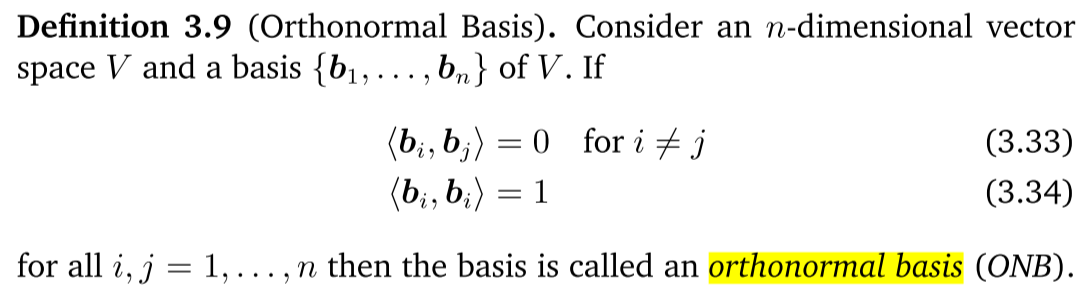 Definition 3.9 (Orthonormal Basis). Consider an n-dimensional vector
space V and a basis {b₁, . . . , bₙ} of V. If
⟨bᵢ, bⱼ⟩ = 0 for i ≠ j (3.33)
⟨bᵢ, bᵢ⟩ = 1 (3.34)
for all i, j = 1, . . . , n then the basis is called an orthonormal basis (ONB).